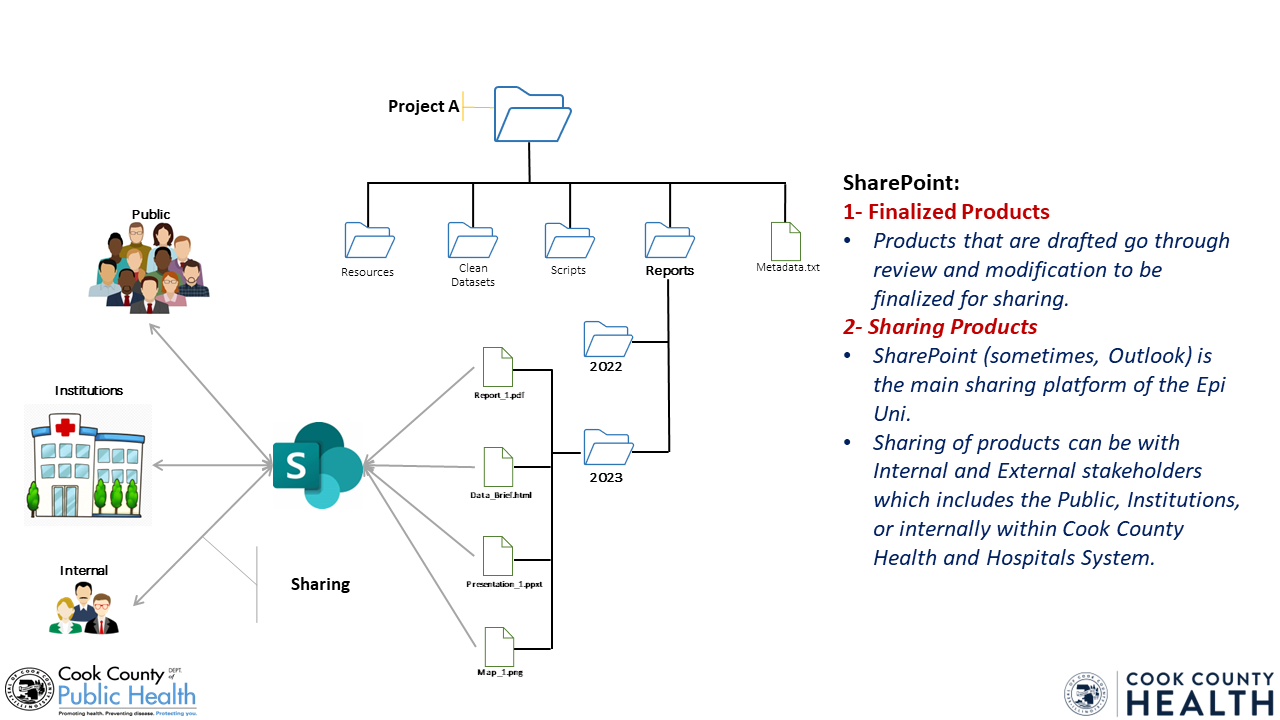 Project A
SharePoint:
1- Finalized Products
• Products that are drafted go through
review and modification to be
finalized for sharing.
2- Sharing Products
• SharePoint (sometimes, Outlook) is
the main sharing platform of the Epi
Uni.
• Sharing of products can be with
Internal and External stakeholders
which includes the Public, Institutions,
or internally within Cook County
Health and Hospitals System.
Public
Resources
Clean
Datasets
Scripts
Reports
Metadata.txt
2022
2023
Institutions
Report_1.pdf
Data_Brief.html
Presentation_1.ppxt
Map_1.png
S
Internal
Sharing
Cook County DEPT. of
Public Health
Promoting health. Preventing disease. Protecting you.
COOK COUNTY
HEALTH